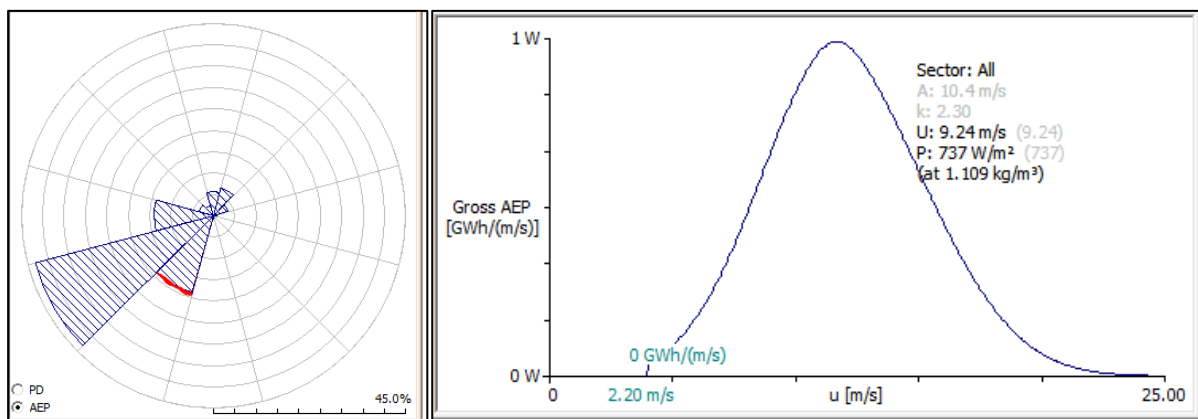 PD
AEP
45.0%
1 W
Sector: All
A: 10.4 m/s
k: 2.30
U: 9.24 m/s (9.24)
P: 737 W/m² (737)
(at 1.109 kg/m³)
Gross AEP
[GWh/(m/s)]
0 GWh/(m/s)
0 W
0
2.20 m/s
u [m/s]
25.00